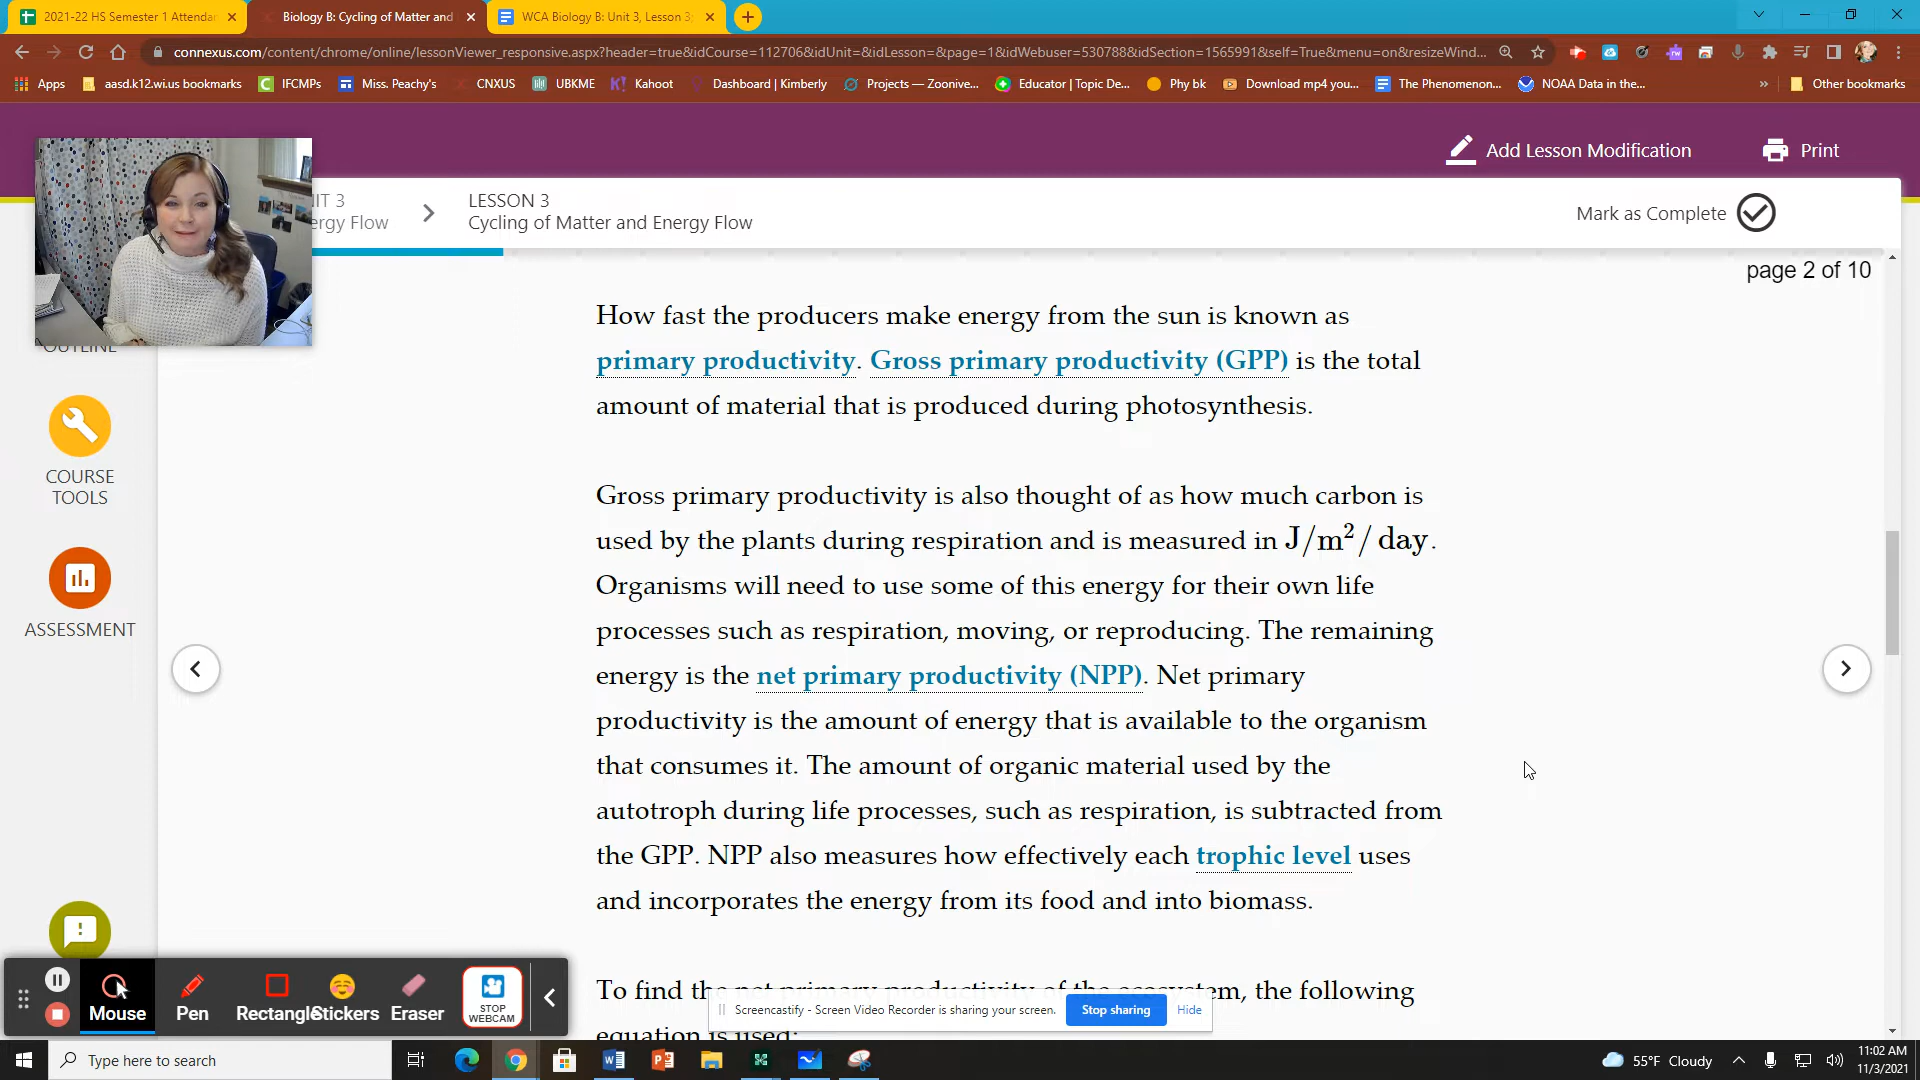 2021-22 HS Semester 1 Attendar
Biology B: Cycling of Matter and
WCA Biology B: Unit 3, Lesson 3;
connexus.com/content/chrome/online/lessonViewer_responsive.aspx?header=true&idCourse=112706&idUnit=&idLesson=&page=1&idWebuser=530788&idSection=1565991&self=True&menu=on&resizeWind...
Apps
aasd.k12.wi.us bookmarks
IFCMPs
Miss. Peachy's
CNXUS
UBKME
Kahoot
Dashboard | Kimberly
Projects — Zoonive...
Educator | Topic De...
Phy bk
Download mp4 you...
The Phenomenon...
NOAA Data in the...
»
Other bookmarks
Add Lesson Modification
Print
NIT 3
ergy Flow
LESSON 3
Cycling of Matter and Energy Flow
Mark as Complete
page 2 of 10
How fast the producers make energy from the sun is known as
primary productivity. Gross primary productivity (GPP) is the total
amount of material that is produced during photosynthesis.
Gross primary productivity is also thought of as how much carbon is
used by the plants during respiration and is measured in J/m²/ day.
Organisms will need to use some of this energy for their own life
processes such as respiration, moving, or reproducing. The remaining
energy is the net primary productivity (NPP). Net primary
productivity is the amount of energy that is available to the organism
that consumes it. The amount of organic material used by the
autotroph during life processes, such as respiration, is subtracted from
the GPP. NPP also measures how effectively each trophic level uses
and incorporates the energy from its food and into biomass.
To find the net primary productivity of the ecosystem, the following
equation is used:
OUTLINE
COURSE
TOOLS
ASSESSMENT
Mouse
Pen
Rectangle
Stickers
Eraser
STOP
WEBCAM
Screencastify - Screen Video Recorder is sharing your screen.
Stop sharing
Hide
Type here to search
55°F Cloudy
11:02 AM
11/3/2021